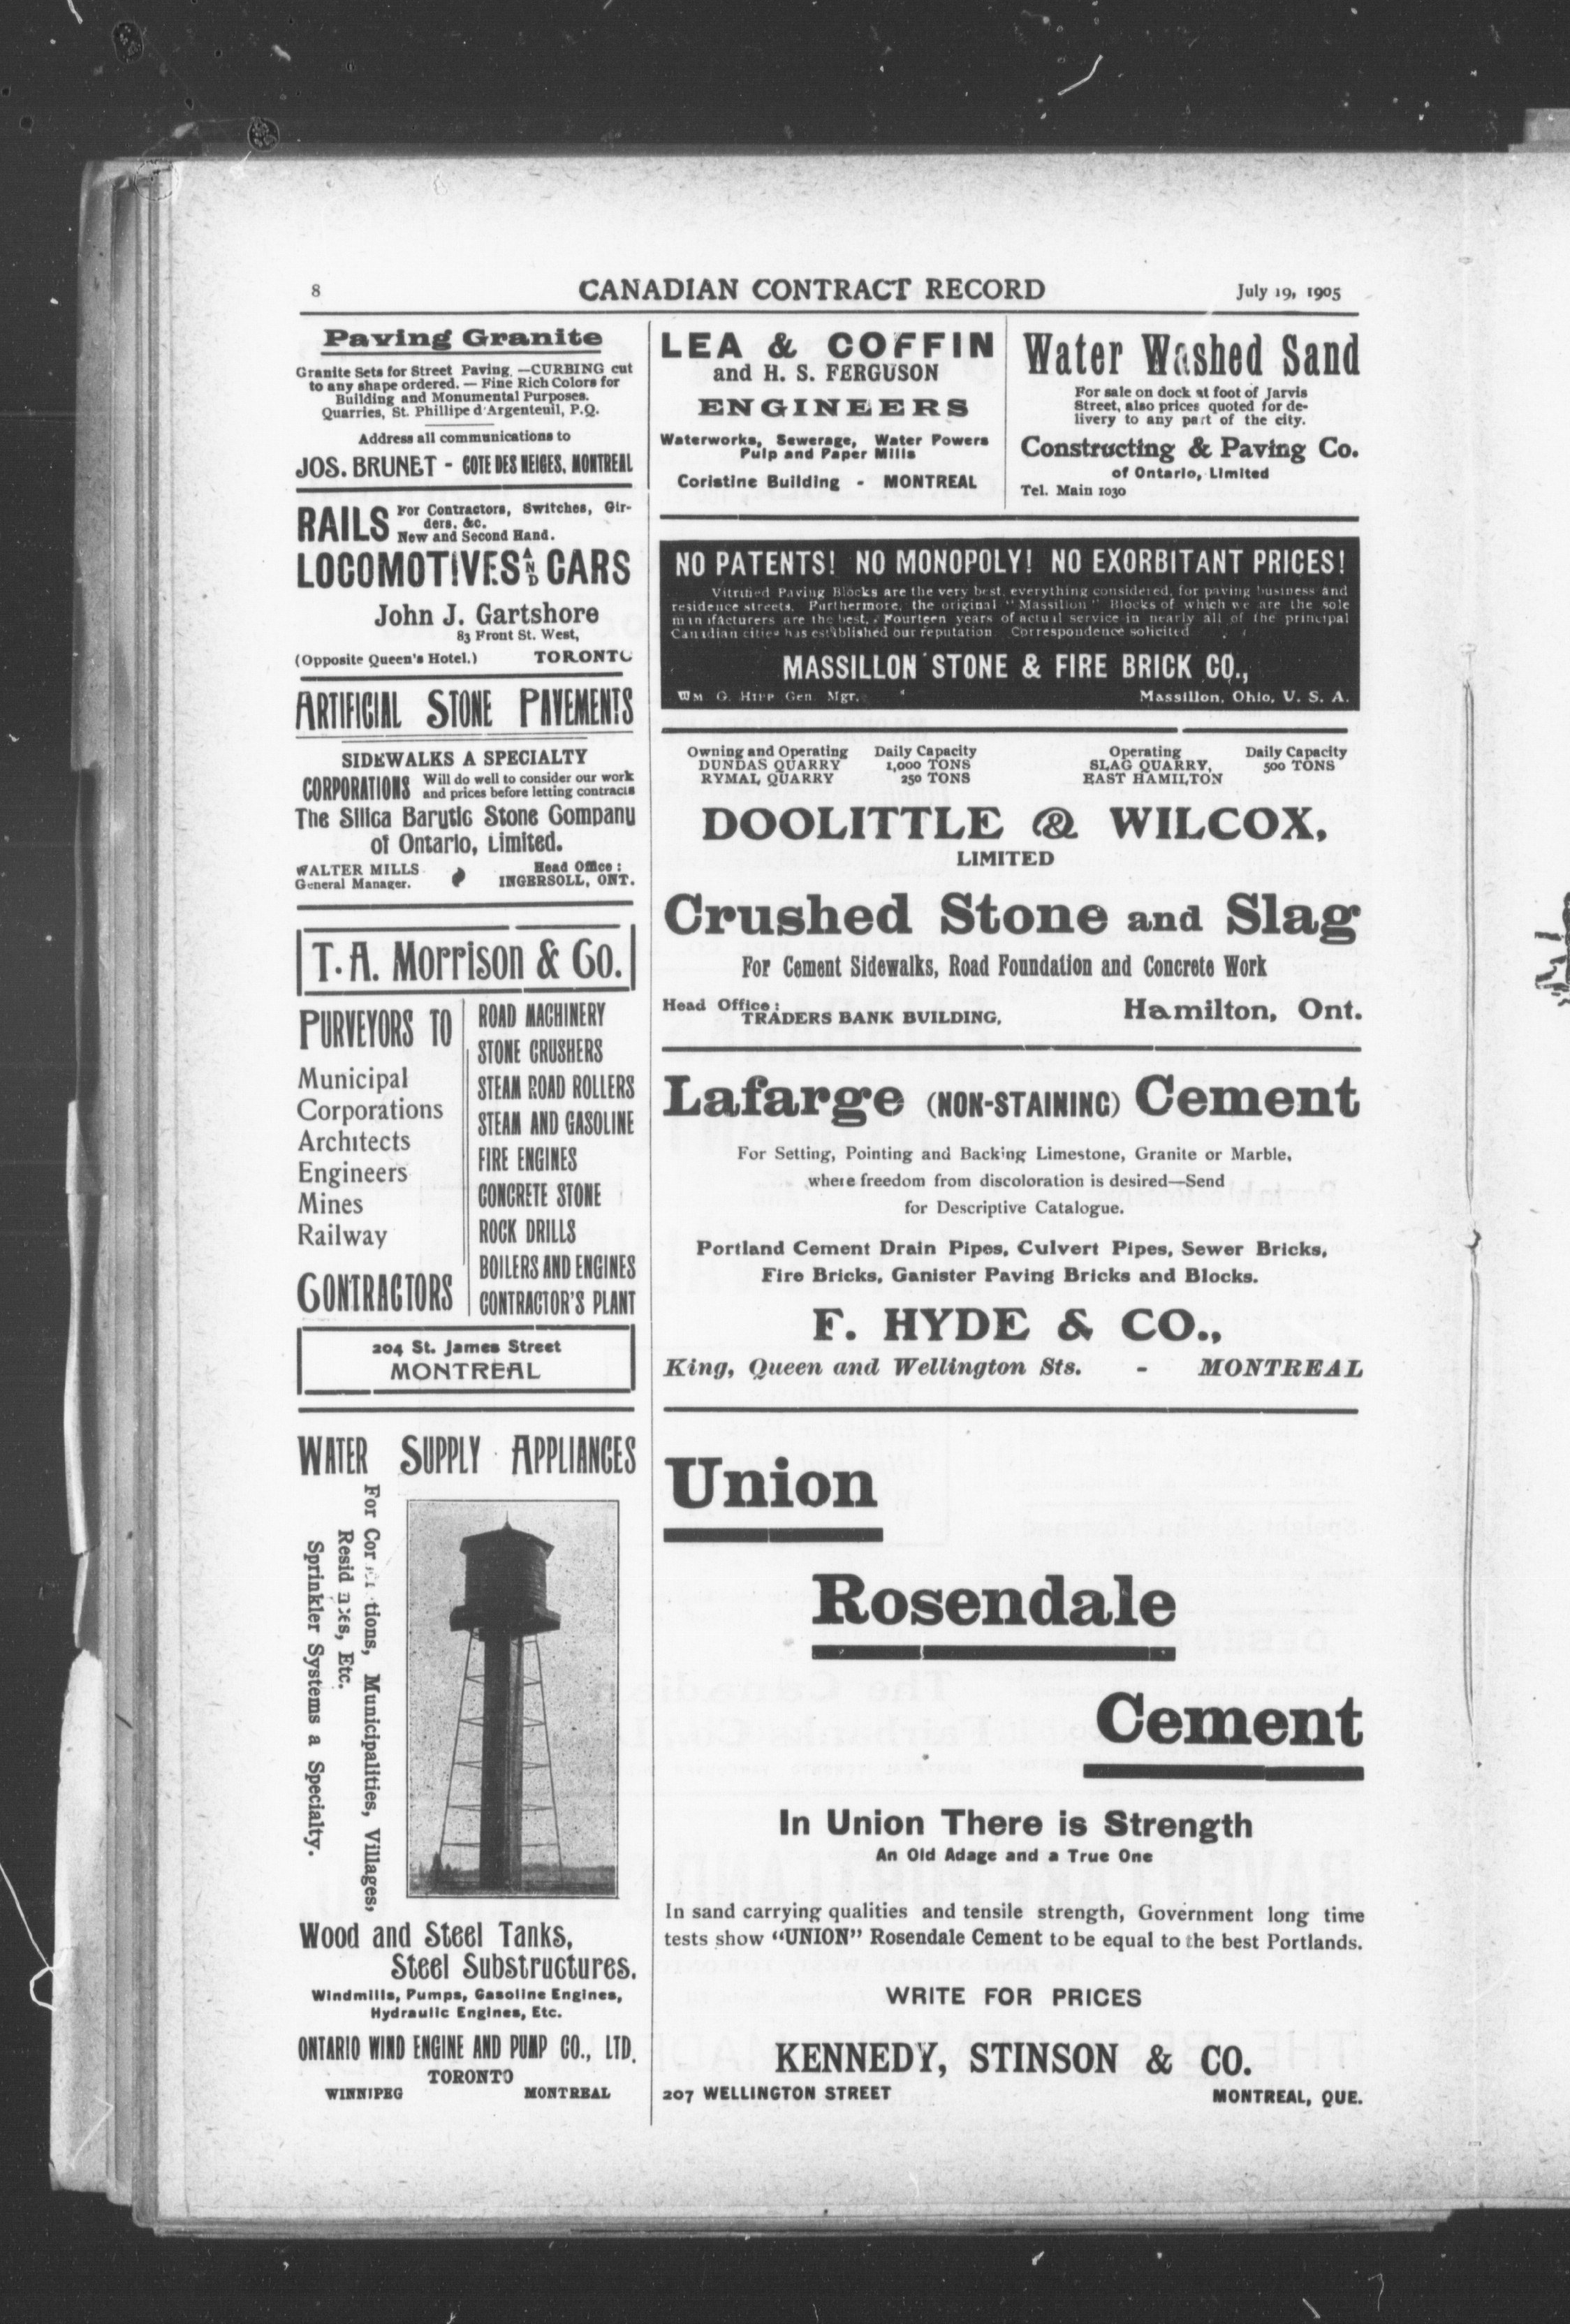 8
CANADIAN CONTRACT RECORD
July 19, 1905
Paving Granite
Granite Sets for Street Paving. —CURBING cut
to any shape ordered. — Fine Rich Colors for
Building and Monumental Purposes.
Quarries, St. Phillipe d'Argenteuil, P.Q.
Address all communications to
JOS. BRUNET - COTE DES NEIGES, MONTREAL
RAILS For Contractors, Switches, Gir-
ders, &c.
New and Second Hand.
LOCOMOTIVES AND CARS
John J. Gartshore
83 Front St. West,
(Opposite Queen's Hotel.) TORONTO
ARTIFICIAL STONE PAVEMENTS
SIDEWALKS A SPECIALTY
CORPORATIONS Will do well to consider our work
and prices before letting contracts
The Silica Barytic Stone Company
of Ontario, Limited.
WALTER MILLS
General Manager.
Head Office:
INGERSOLL, ONT.
T. A. Morrison & Co.
PURVEYORS TO
Municipal
Corporations
Architects
Engineers
Mines
Railway
CONTRACTORS
ROAD MACHINERY
STONE CRUSHERS
STEAM ROAD ROLLERS
STEAM AND GASOLINE
FIRE ENGINES
CONCRETE STONE
ROCK DRILLS
BOILERS AND ENGINES
CONTRACTOR'S PLANT
204 St. James Street
MONTREAL
WATER SUPPLY APPLIANCES
For tions, Municipalities, Villages,
Etc.
Sprinkler Systems a Specialty.
Wood and Steel Tanks,
Steel Substructures.
Windmills, Pumps, Gasoline Engines,
Hydraulic Engines, Etc.
ONTARIO WIND ENGINE AND PUMP CO., LTD.
TORONTO
WINNIPEG MONTREAL
LEA & COFFIN
and H. S. FERGUSON
ENGINEERS
Waterworks, Sewerage, Water Powers
Pulp and Paper Mills
Coristine Building - MONTREAL
Water Washed Sand
For sale on dock at foot of Jarvis
Street, also prices quoted for de-
livery to any part of the city.
Constructing & Paving Co.
of Ontario, Limited
Tel. Main 1030
NO PATENTS! NO MONOPOLY! NO EXORBITANT PRICES!
Vitrified Paving Blocks are the very best, everything considered, for paving business and
residence streets. Furthermore, the original "Massillon" Blocks of which we are the sole
manufacturers are the best. Fourteen years of actual service in nearly all of the principal
Canadian cities has established our reputation Correspondence solicited
MASSILLON STONE & FIRE BRICK CO.,
WM G. HIPP Gen. Mgr. Massillon, Ohio, U. S. A.
Owning and Operating
DUNDAS QUARRY
RYMAL QUARRY
Daily Capacity
1,000 TONS
250 TONS
Operating
SLAG QUARRY,
EAST HAMILTON
Daily Capacity
500 TONS
DOOLITTLE & WILCOX,
LIMITED
Crushed Stone and Slag
For Cement Sidewalks, Road Foundation and Concrete Work
Head Office:
TRADERS BANK BUILDING, Hamilton, Ont.
Lafarge (NON-STAINING) Cement
For Setting, Pointing and Backing Limestone, Granite or Marble,
where freedom from discoloration is desired—Send
for Descriptive Catalogue.
Portland Cement Drain Pipes, Culvert Pipes, Sewer Bricks,
Fire Bricks, Ganister Paving Bricks and Blocks.
F. HYDE & CO.,
King, Queen and Wellington Sts. - MONTREAL
Union
Rosendale
Cement
In Union There is Strength
An Old Adage and a True One
In sand carrying qualities and tensile strength, Government long time
tests show "UNION" Rosendale Cement to be equal to the best Portlands.
WRITE FOR PRICES
KENNEDY, STINSON & CO.
207 WELLINGTON STREET MONTREAL, QUE.